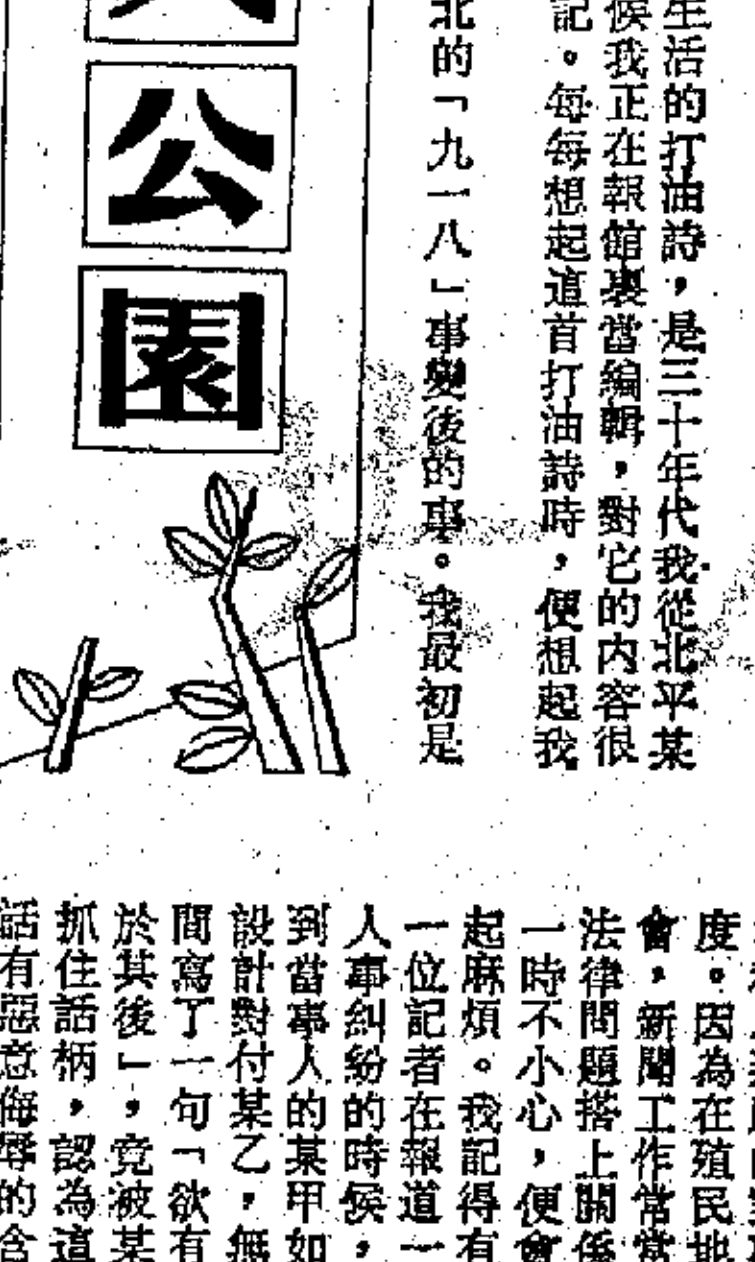 生活的打油詩，是三十年代我從北平某
候我正在報館裏當編輯，對它的内容很
記。每每想起這首打油詩時，便想起我
北的「九一八」事變後的事。我最初是
公園
度。因為在殖民地
會，新聞工作常常
法律問題搭上關係
一時不小心，便會
起麻煩。我記得有
一位記者在報道一
人事糾紛的時候，
到當事人的某甲如
設計對付某乙，無
間寫了一句「欲有
於其後」，竟被某
抓住話柄，認為這
話有惡意侮辱的含